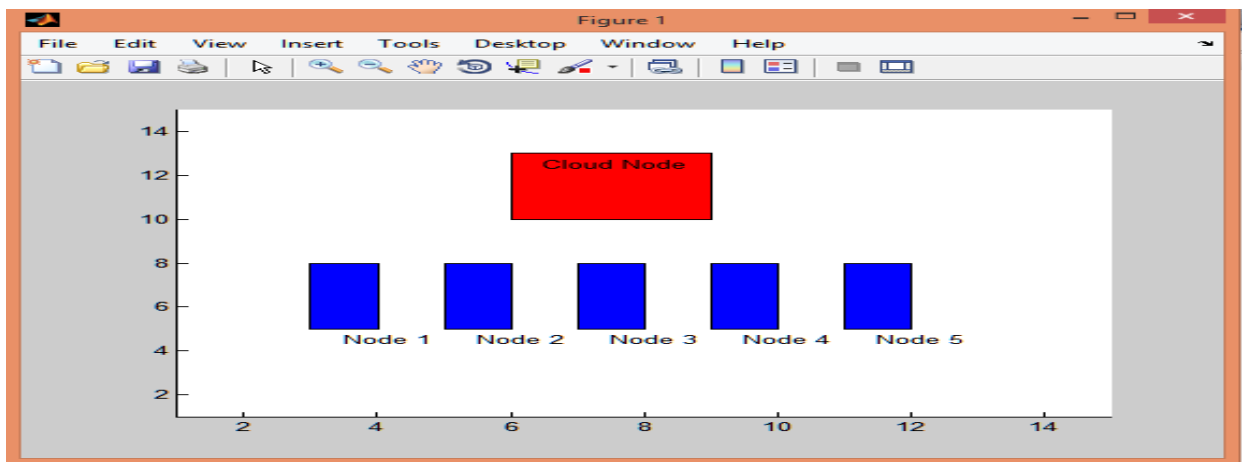 Figure 1
File Edit View Insert Tools Desktop Window Help
14
Cloud Node
12
10
8
6
Node 1 Node 2 Node 3 Node 4 Node 5
4
2
2 4 6 8 10 12 14